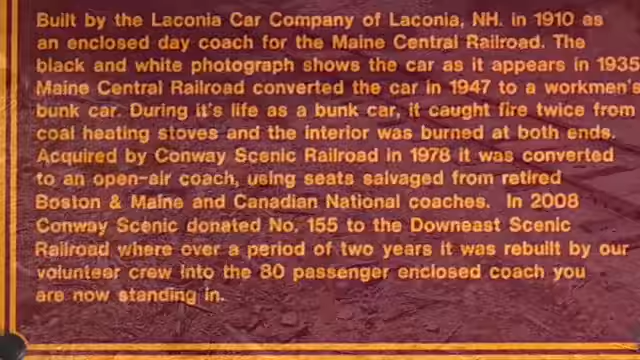 Built by the Laconia Car Company of Laconia, NH. in 1910 as
an enclosed day coach for the Maine Central Railroad. The
black and white photograph shows the car as it appears in 1935
Maine Central Railroad converted the car in 1947 to a workmen's
bunk car. During it's life as a bunk car, it caught fire twice from
coal heating stoves and the interior was burned at both ends.
Acquired by Conway Scenic Railroad in 1978 it was converted
to an open-air coach, using seats salvaged from retired
Boston & Maine and Canadian National coaches. In 2008
Conway Scenic donated No. 155 to the Downeast Scenic
Railroad where over a period of two years it was rebuilt by our
volunteer crew into the 80 passenger enclosed coach you
are now standing in.